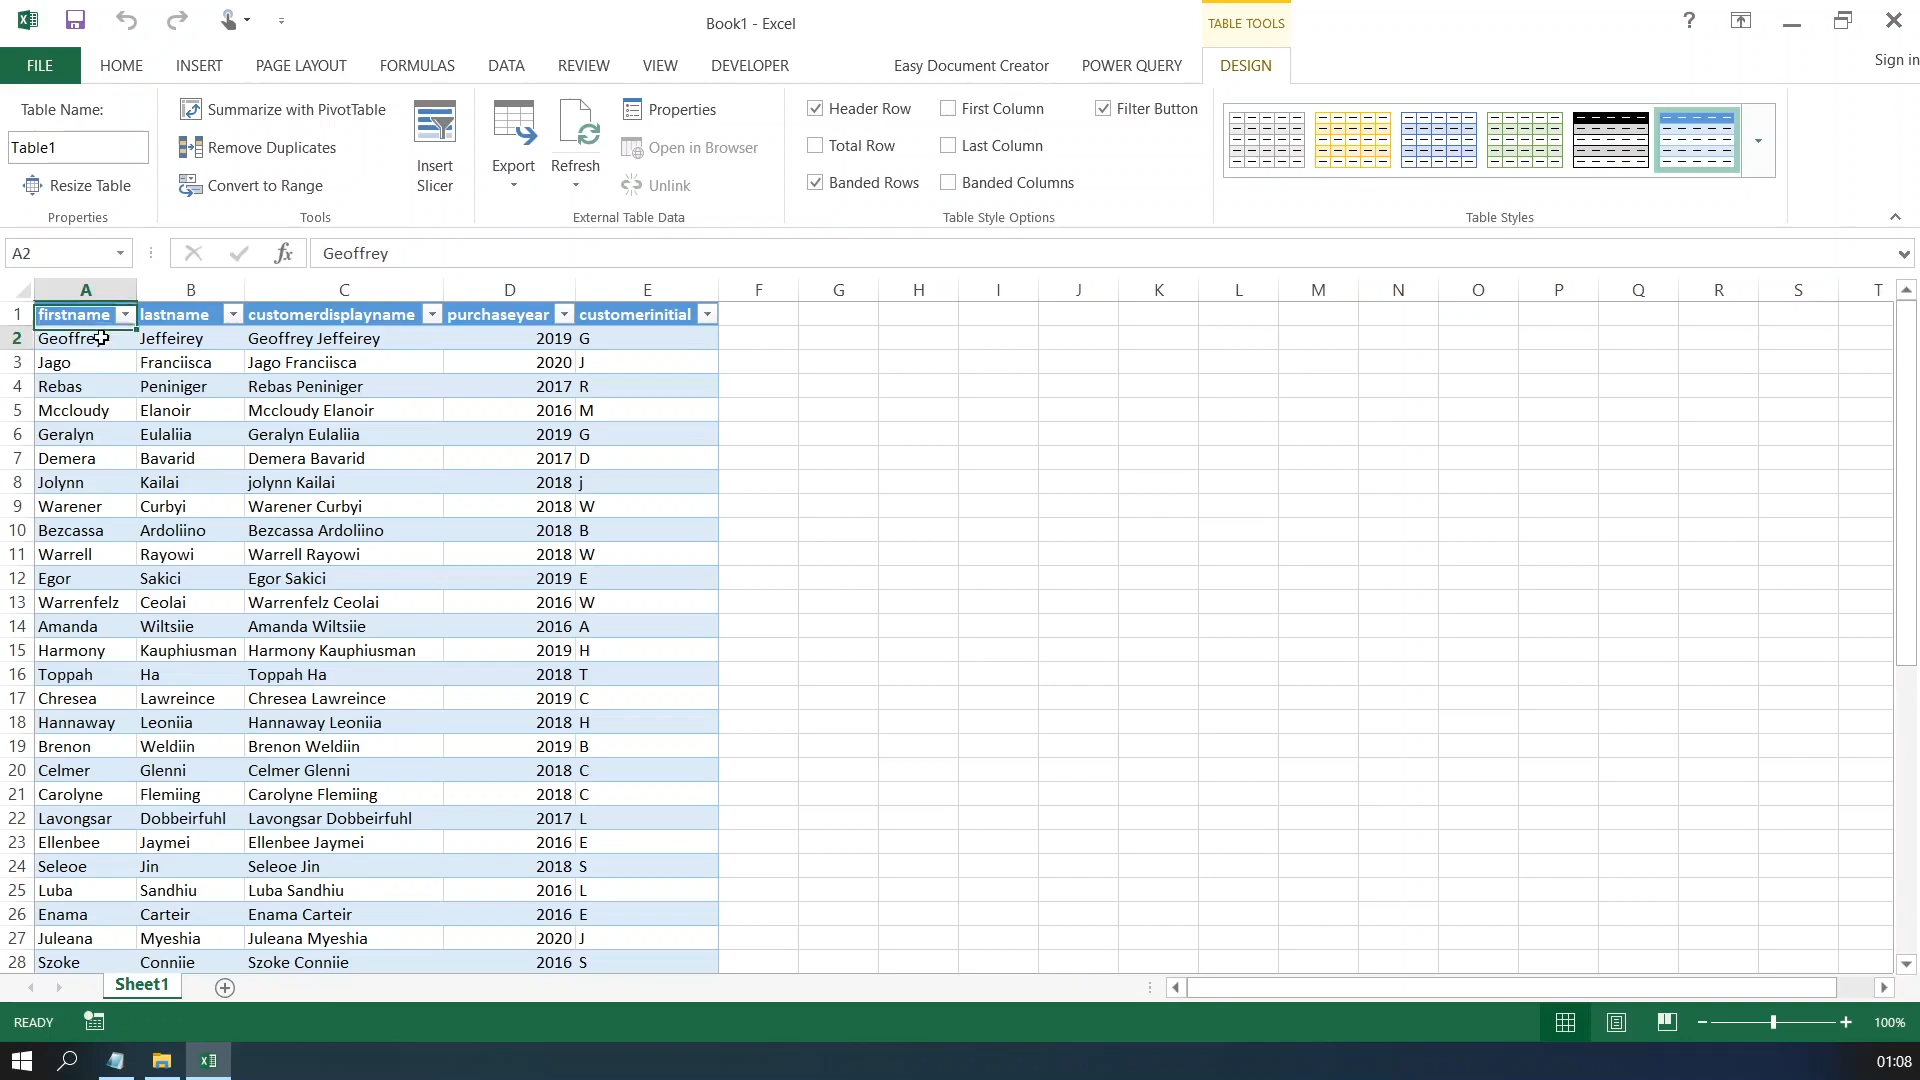 Book1 - Excel
TABLE TOOLS
?
FILE HOME INSERT PAGE LAYOUT FORMULAS DATA REVIEW VIEW DEVELOPER Easy Document Creator POWER QUERY DESIGN Sign in
Table Name:
Table1
Resize Table
Properties
Summarize with PivotTable
Remove Duplicates
Convert to Range
Tools
Insert
Slicer
Export
Refresh
Properties
Open in Browser
Unlink
External Table Data
Header Row First Column Filter Button
Total Row Last Column
Banded Rows Banded Columns
Table Style Options
Table Styles
A2 fx Geoffrey
A B C D E F G H I J K L M N O P Q R S T
1 firstname lastname customerdisplayname purchaseyear customerinitial
2 Geoffrey Jeffeirey Geoffrey Jeffeirey 2019 G
3 Jago Franciisca Jago Franciisca 2020 J
4 Rebas Peniniger Rebas Peniniger 2017 R
5 Mccloudy Elanoir Mccloudy Elanoir 2016 M
6 Geralyn Eulaliia Geralyn Eulaliia 2019 G
7 Demera Bavarid Demera Bavarid 2017 D
8 Jolynn Kailai jolynn Kailai 2018 j
9 Warener Curbyi Warener Curbyi 2018 W
10 Bezcassa Ardoliino Bezcassa Ardoliino 2018 B
11 Warrell Rayowi Warrell Rayowi 2018 W
12 Egor Sakici Egor Sakici 2019 E
13 Warrenfelz Ceolai Warrenfelz Ceolai 2016 W
14 Amanda Wiltsiie Amanda Wiltsiie 2016 A
15 Harmony Kauphiusman Harmony Kauphiusman 2019 H
16 Toppah Ha Toppah Ha 2018 T
17 Chresea Lawreince Chresea Lawreince 2019 C
18 Hannaway Leoniia Hannaway Leoniia 2018 H
19 Brenon Weldiin Brenon Weldiin 2019 B
20 Celmer Glenni Celmer Glenni 2018 C
21 Carolyne Flemiing Carolyne Flemiing 2018 C
22 Lavongsar Dobbeirfuhl Lavongsar Dobbeirfuhl 2017 L
23 Ellenbee Jaymei Ellenbee Jaymei 2016 E
24 Seleoe Jin Seleoe Jin 2018 S
25 Luba Sandhiu Luba Sandhiu 2016 L
26 Enama Carteir Enama Carteir 2016 E
27 Juleana Myeshia Juleana Myeshia 2020 J
28 Szoke Conniie Szoke Conniie 2016 S
Sheet1
READY 100%
01:08